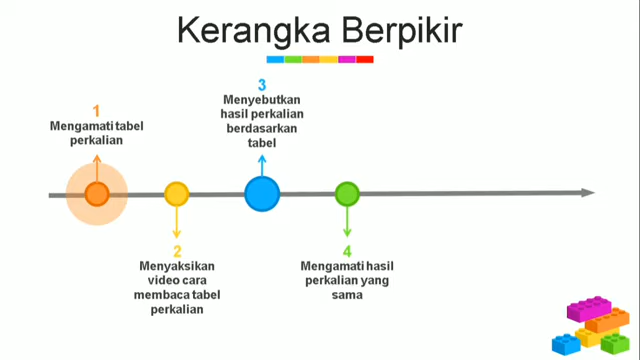 Kerangka Berpikir
1
Mengamati tabel
perkalian
2
Menyaksikan
video cara
membaca tabel
perkalian
3
Menyebutkan
hasil perkalian
berdasarkan
tabel
4
Mengamati hasil
perkalian yang
sama